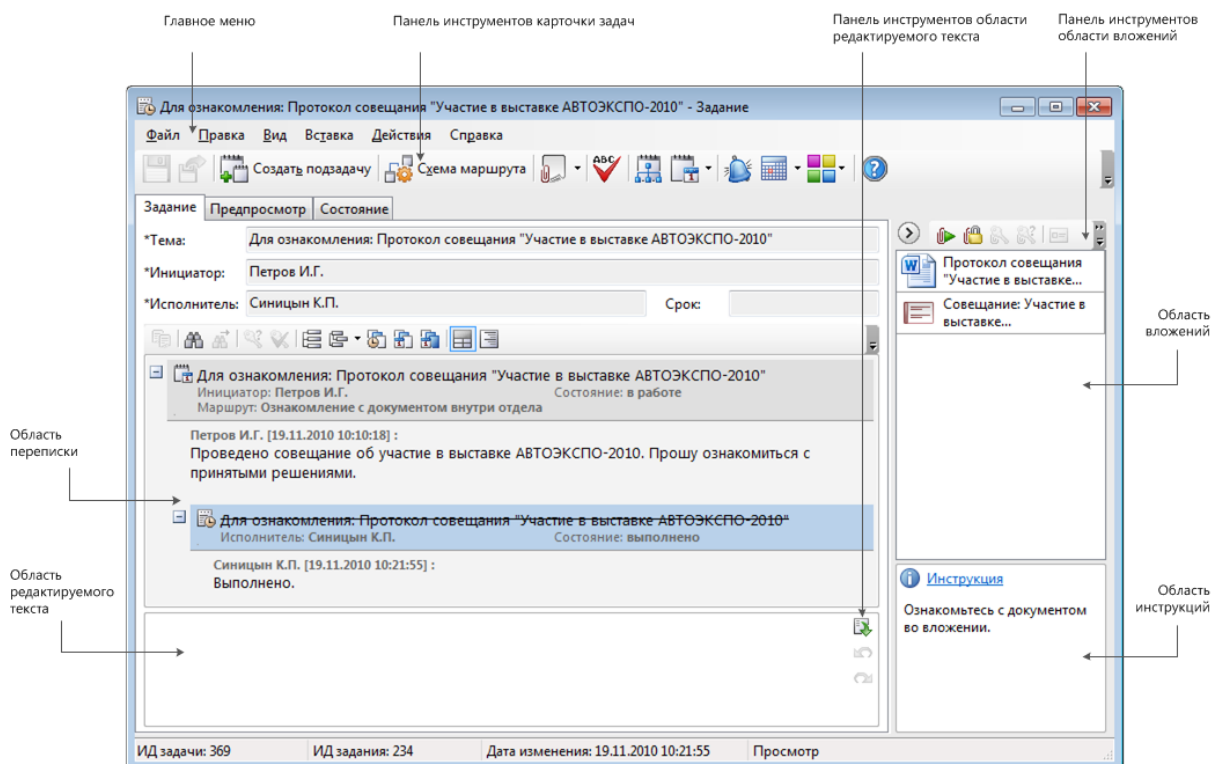 Главное меню
Панель инструментов карточки задач
Панель инструментов области
редактируемого текста
Панель инструментов
области вложений
Для ознакомления: Протокол совещания "Участие в выставке АВТОЭКСПО-2010" - Задание
Файл Правка Вид Вставка Действия Справка
Создать подзадачу Схема маршрута
Задание Предпросмотр Состояние
*Тема: Для ознакомления: Протокол совещания "Участие в выставке АВТОЭКСПО-2010"
*Инициатор: Петров И.Г.
*Исполнитель: Синицын К.П. Срок:
Протокол совещания
"Участие в выставке...
Совещание: Участие в
выставке...
Область
вложений
Для ознакомления: Протокол совещания "Участие в выставке АВТОЭКСПО-2010"
Инициатор: Петров И.Г. Состояние: в работе
Маршрут: Ознакомление с документом внутри отдела
Область
переписки
Петров И.Г. [19.11.2010 10:10:18] :
Проведено совещание об участие в выставке АВТОЭКСПО-2010. Прошу ознакомиться с
принятыми решениями.
Для ознакомления: Протокол совещания "Участие в выставке АВТОЭКСПО-2010"
Исполнитель: Синицын К.П. Состояние: выполнено
Синицын К.П. [19.11.2010 10:21:55] :
Выполнено.
Область
редактируемого
текста
Инструкция
Ознакомьтесь с документом
во вложении.
Область
инструкций
ИД задачи: 369 ИД задания: 234 Дата изменения: 19.11.2010 10:21:55 Просмотр